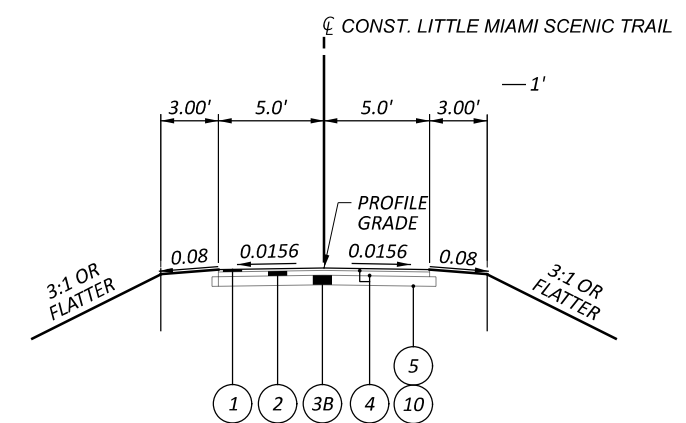 ℄ CONST. LITTLE MIAMI SCENIC TRAIL
1'
3.00' 5.0' 5.0' 3.00'
PROFILE
GRADE
0.08 0.0156 0.0156 0.08
3:1 OR
FLATTER
3:1 OR
FLATTER
5
1 2 3B 4 10